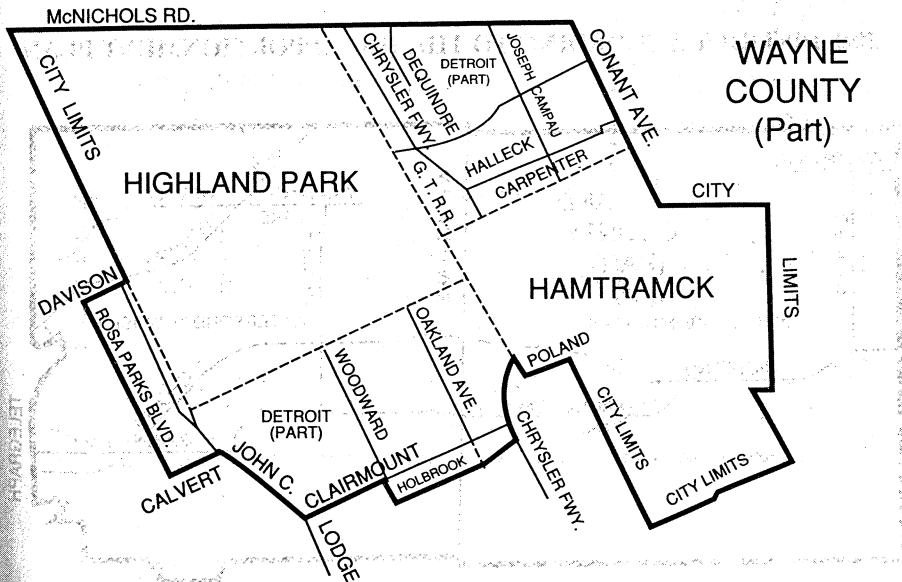 McNICHOLS RD.
CITY LIMITS
CHRYSLER FWY.
DEQUINDRE
DETROIT
(PART)
JOSEPH CAMPAU
CONANT AVE.
WAYNE
COUNTY
(Part)
HIGHLAND PARK
G. T. R.R.
HALLECK
CARPENTER
CITY
LIMITS
HAMTRAMCK
DAVISON
ROSA PARKS BLVD.
WOODWARD
OAKLAND AVE.
POLAND
DETROIT
(PART)
CITY LIMITS
CHRYSLER FWY.
CALVERT
JOHN C.
CLAIRMOUNT
HOLBROOK
CITY LIMITS
LODGE
TELEGRAPH